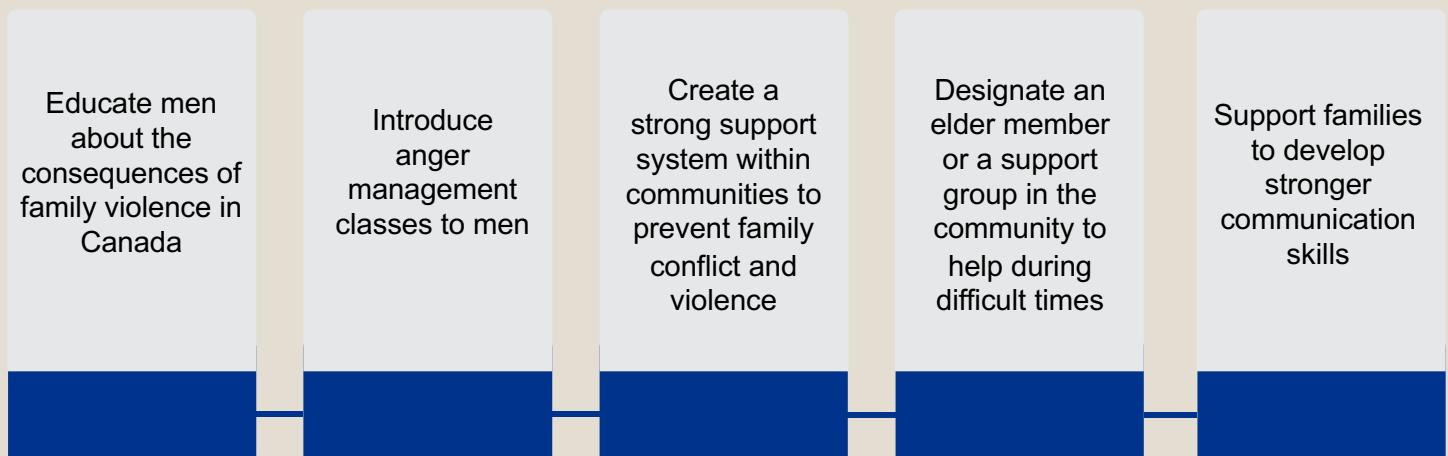 Educate men
about the
consequences of
family violence in
Canada
Introduce
anger
management
classes to men
Create a
strong support
system within
communities to
prevent family
conflict and
violence
Designate an
elder member
or a support
group in the
community to
help during
difficult times
Support families
to develop
stronger
communication
skills